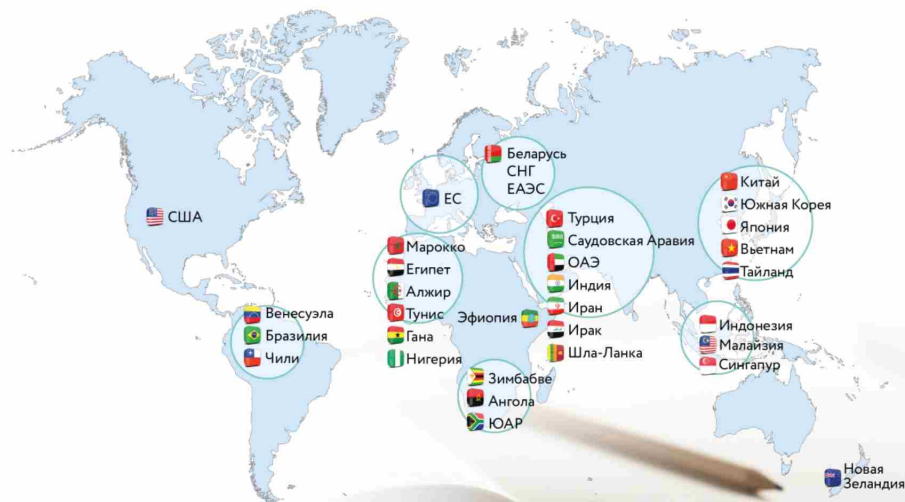 США
Венесуэла
Бразилия
Чили
ЕС
Беларусь
СНГ
ЕАЭС
Марокко
Египет
Алжир
Тунис
Гана
Нигерия
Эфиопия
Зимбабве
Ангола
ЮАР
Турция
Саудовская Аравия
ОАЭ
Индия
Иран
Ирак
Шла-Ланка
Китай
Южная Корея
Япония
Вьетнам
Тайланд
Индонезия
Малайзия
Сингапур
Новая
Зеландия